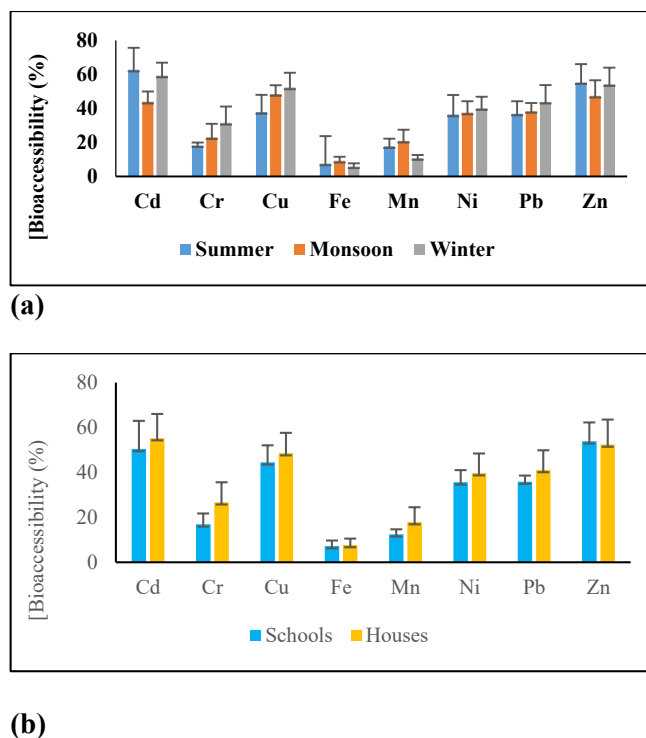 [Bioaccessibility (%)
80
60
40
20
0
Cd Cr Cu Fe Mn Ni Pb Zn
Summer Monsoon Winter
(a)
[Bioaccessibility (%)
80
60
40
20
0
Cd Cr Cu Fe Mn Ni Pb Zn
Schools Houses
(b)